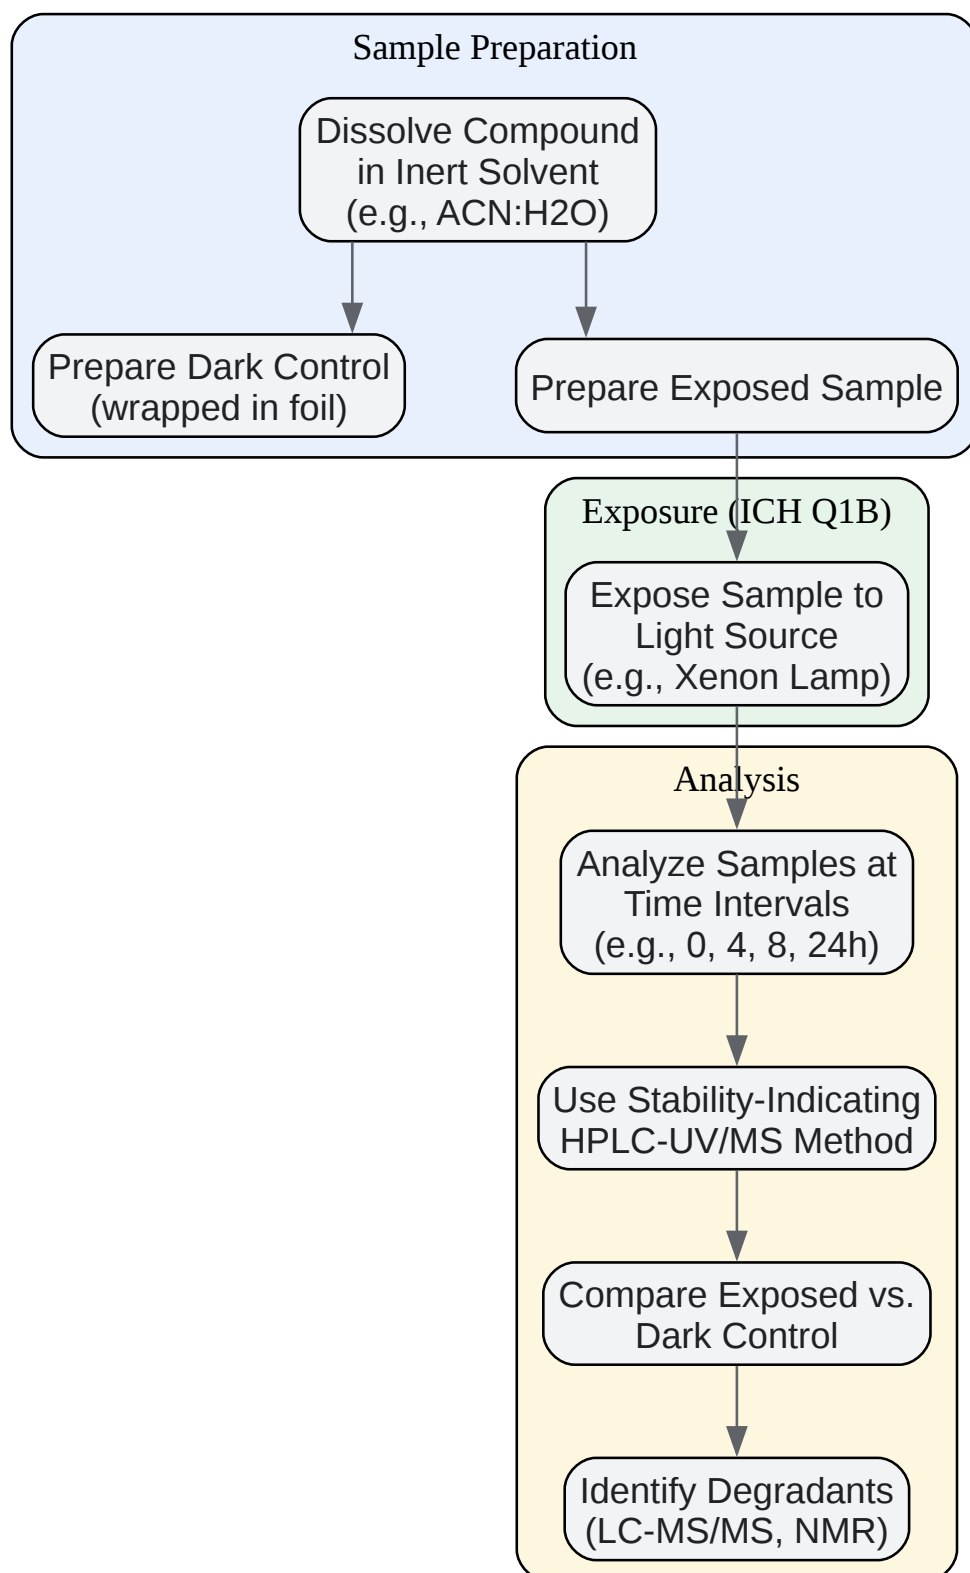 Sample Preparation
Dissolve Compound
in Inert Solvent
(e.g., ACN:H2O)
Prepare Dark Control
(wrapped in foil)
Prepare Exposed Sample
Exposure (ICH Q1B)
Expose Sample to
Light Source
(e.g., Xenon Lamp)
Analysis
Analyze Samples at
Time Intervals
(e.g., 0, 4, 8, 24h)
Use Stability-Indicating
HPLC-UV/MS Method
Compare Exposed vs.
Dark Control
Identify Degradants
(LC-MS/MS, NMR)